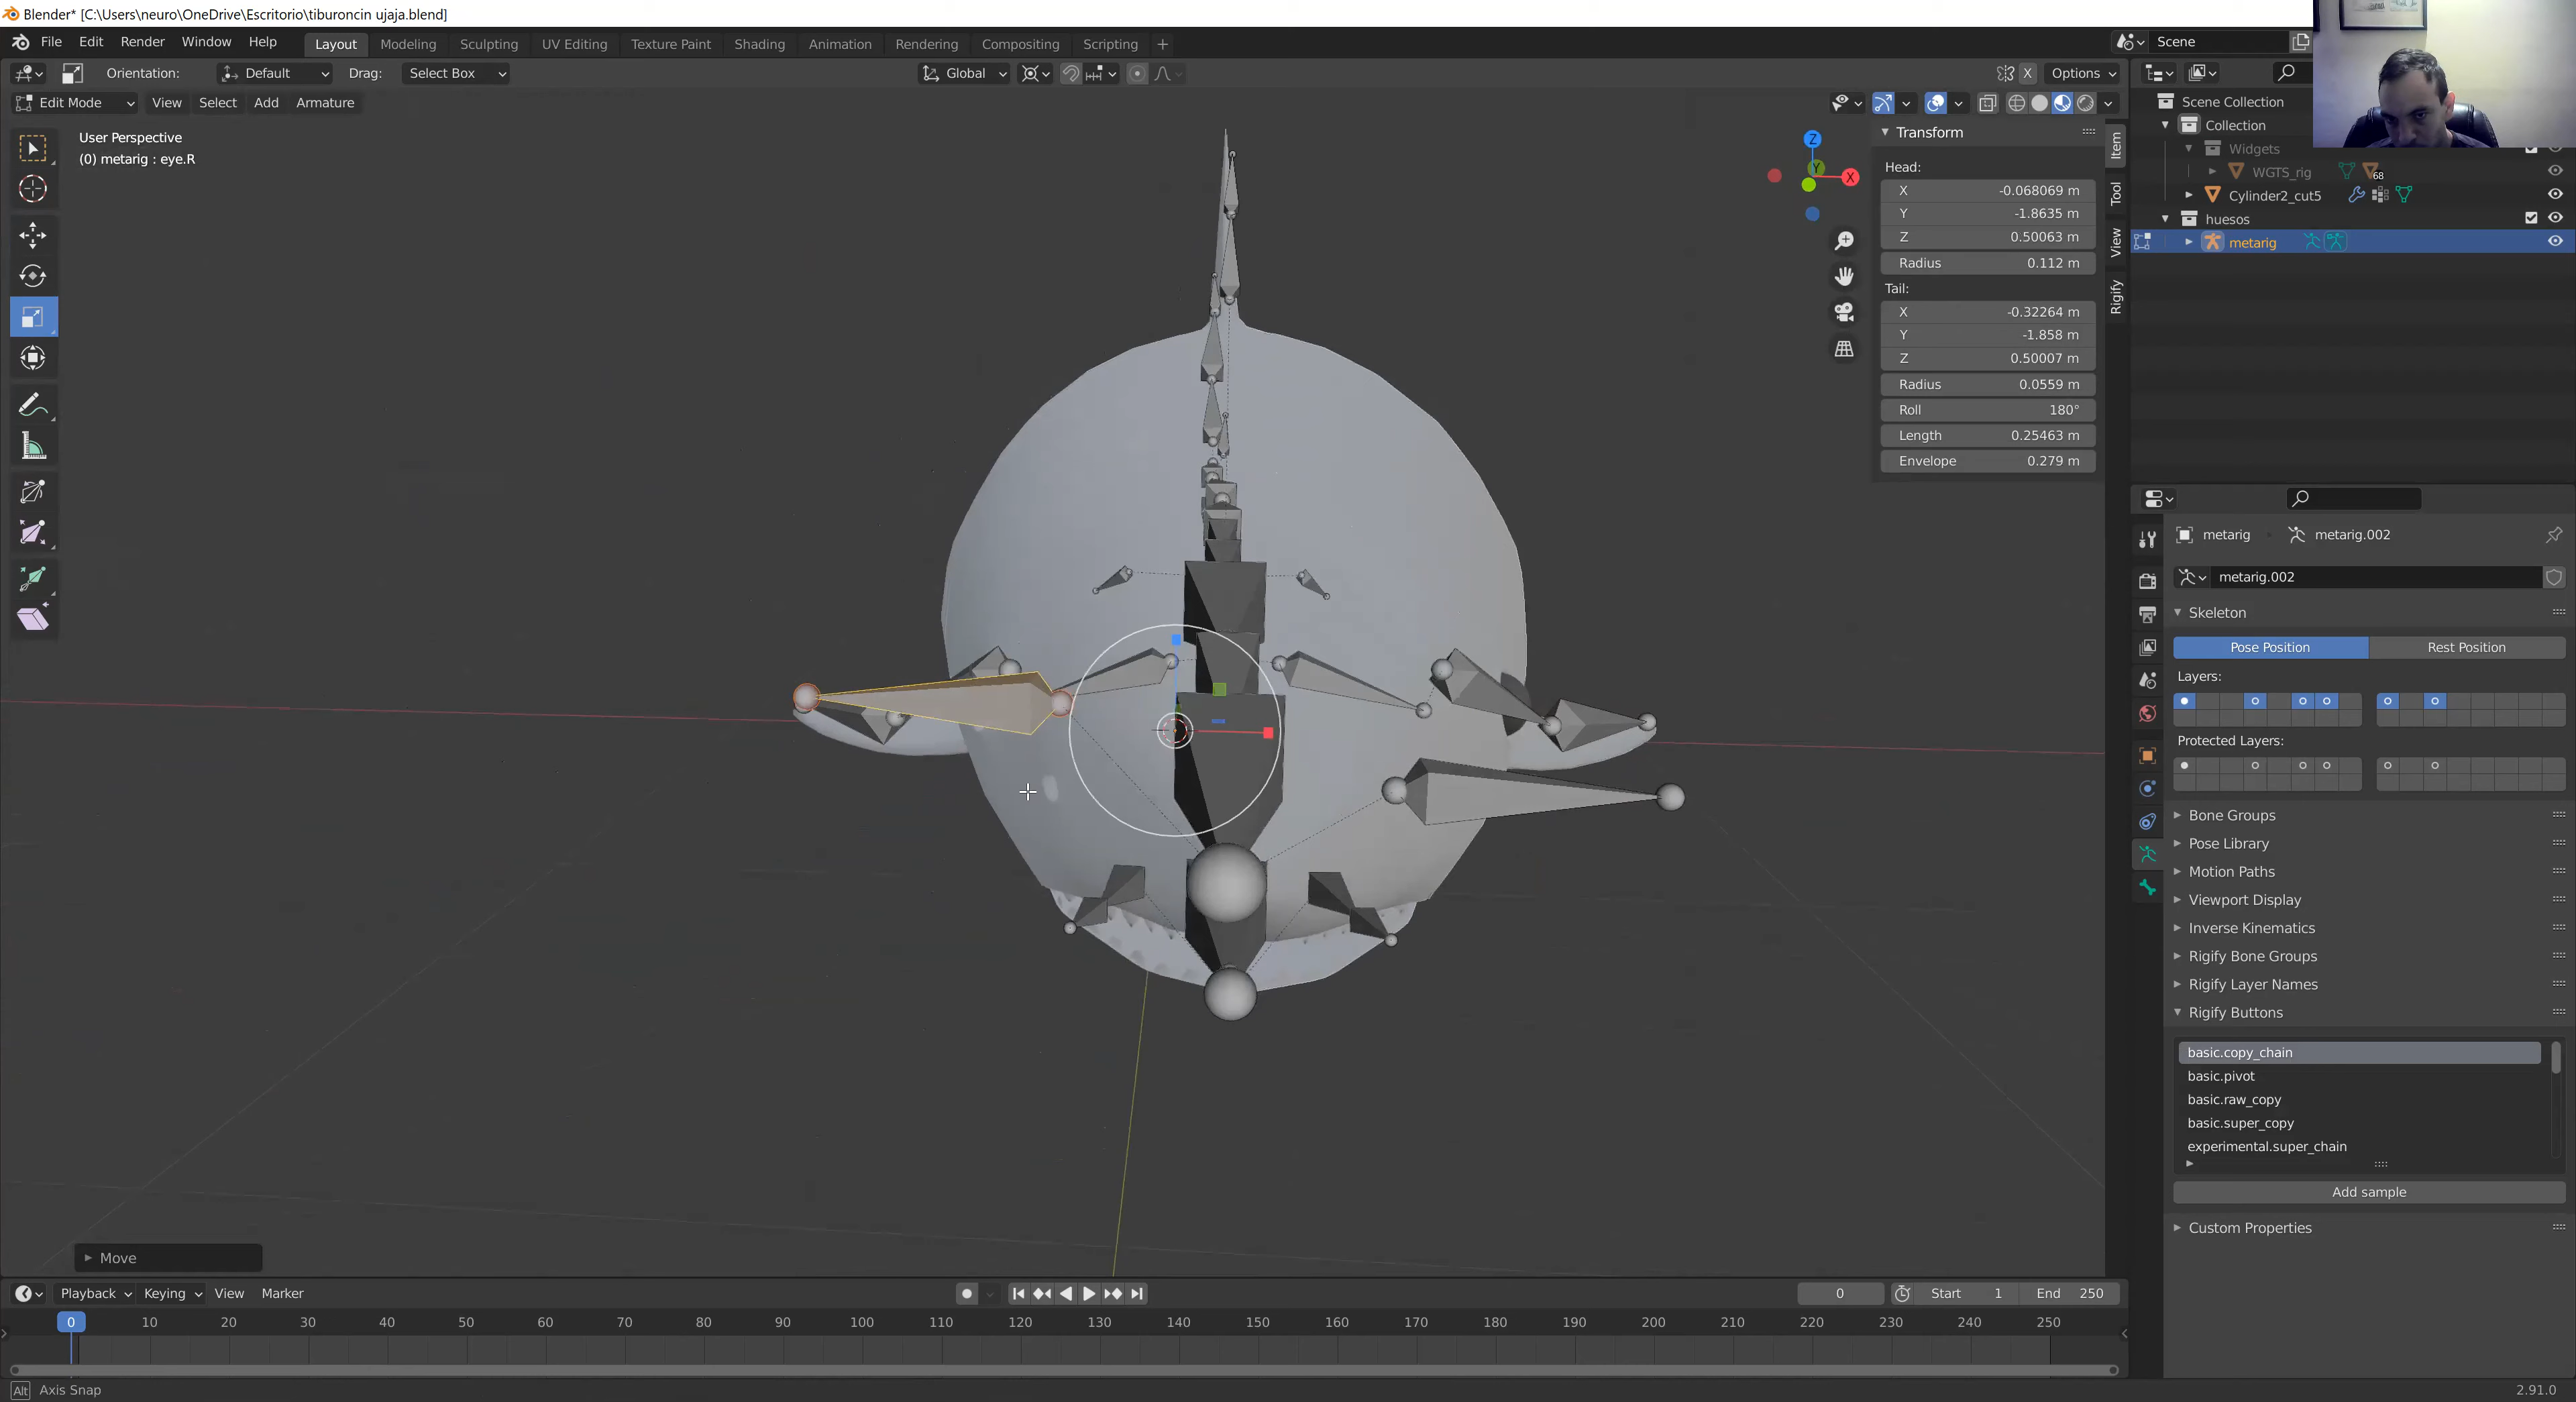 Blender* [C:\Users\neuro\OneDrive\Escritorio\tiburoncin ujaja.blend]
File Edit Render Window Help Layout Modeling Sculpting UV Editing Texture Paint Shading Animation Rendering Compositing Scripting + Scene
Orientation: Default Drag: Select Box Global X Options
Edit Mode View Select Add Armature
User Perspective
(0) metarig : eye.R
Z
Y
X
Transform
Head:
X -0.068069 m
Y -1.8635 m
Z 0.50063 m
Radius 0.112 m
Tail:
X -0.32264 m
Y -1.858 m
Z 0.50007 m
Radius 0.0559 m
Roll 180°
Length 0.25463 m
Envelope 0.279 m
Item
Tool
View
Rigify
Scene Collection
Collection
Widgets
WGTS_rig 68
Cylinder2_cut5
huesos
metarig
metarig metarig.002
metarig.002
Skeleton
Pose Position Rest Position
Layers:
Protected Layers:
Bone Groups
Pose Library
Motion Paths
Viewport Display
Inverse Kinematics
Rigify Bone Groups
Rigify Layer Names
Rigify Buttons
basic.copy_chain
basic.pivot
basic.raw_copy
basic.super_copy
experimental.super_chain
Add sample
Custom Properties
Move
Playback Keying View Marker 0 Start 1 End 250
0 10 20 30 40 50 60 70 80 90 100 110 120 130 140 150 160 170 180 190 200 210 220 230 240 250
Alt Axis Snap 2.91.0